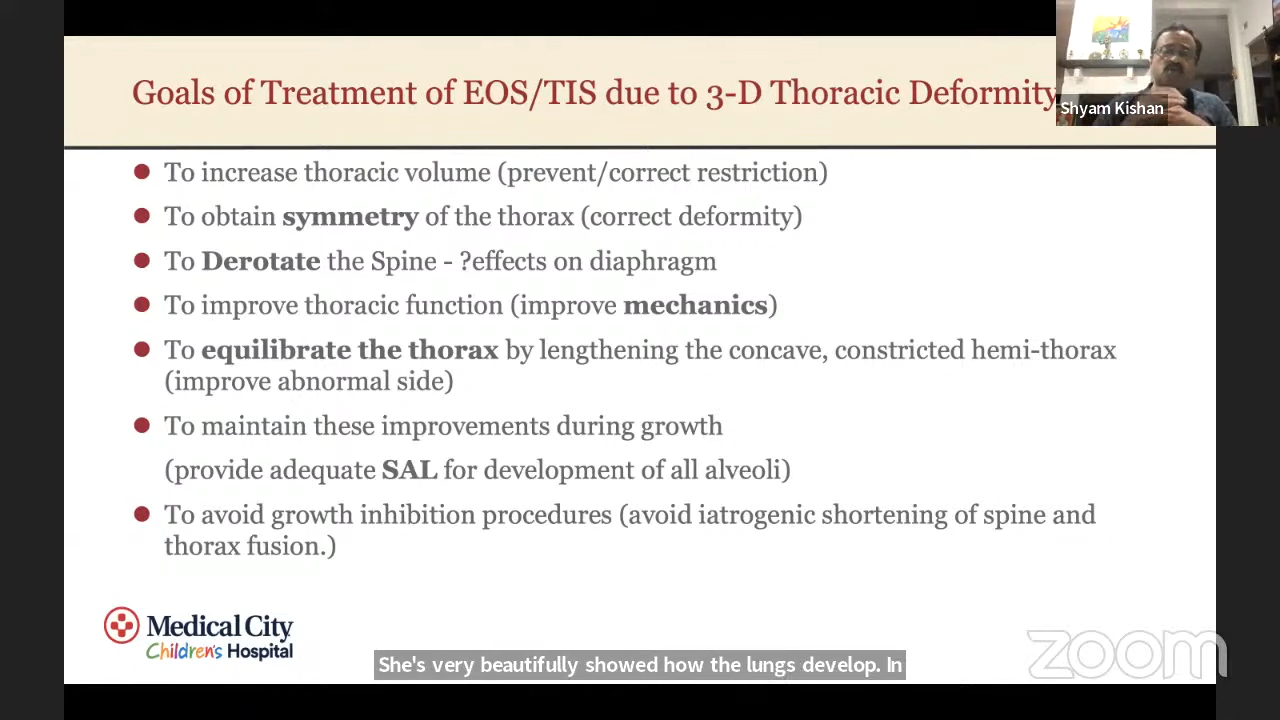 Goals of Treatment of EOS/TIS due to 3-D Thoracic Deformity
Shyam Kishan
To increase thoracic volume (prevent/correct restriction)
To obtain symmetry of the thorax (correct deformity)
To Derotate the Spine - ?effects on diaphragm
To improve thoracic function (improve mechanics)
To equilibrate the thorax by lengthening the concave, constricted hemi-thorax
(improve abnormal side)
To maintain these improvements during growth
(provide adequate SAL for development of all alveoli)
To avoid growth inhibition procedures (avoid iatrogenic shortening of spine and
thorax fusion.)
Medical City
Children's Hospital
She's very beautifully showed how the lungs develop. In
zoom